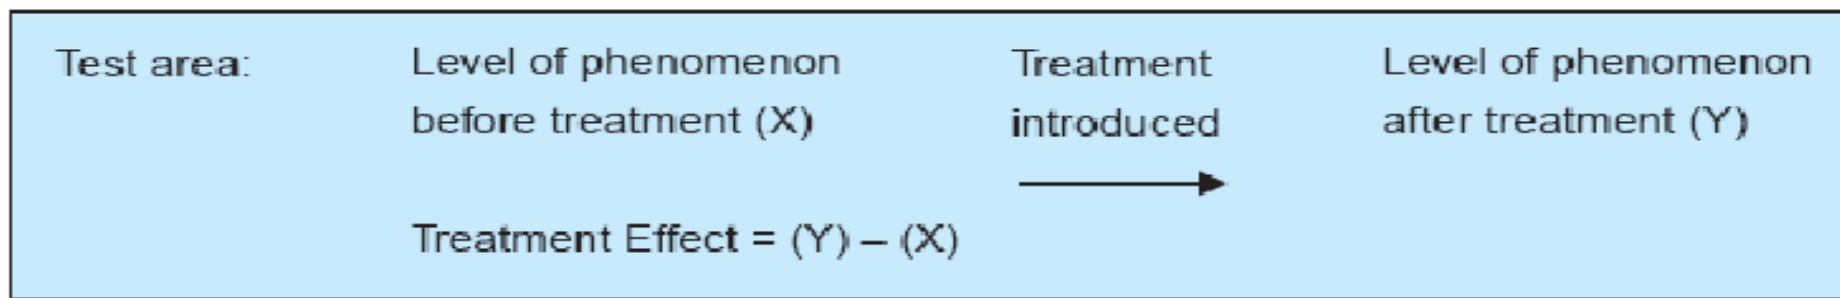 Test area: Level of phenomenon before treatment (X) Treatment introduced Level of phenomenon after treatment (Y)
Treatment Effect = (Y) – (X)